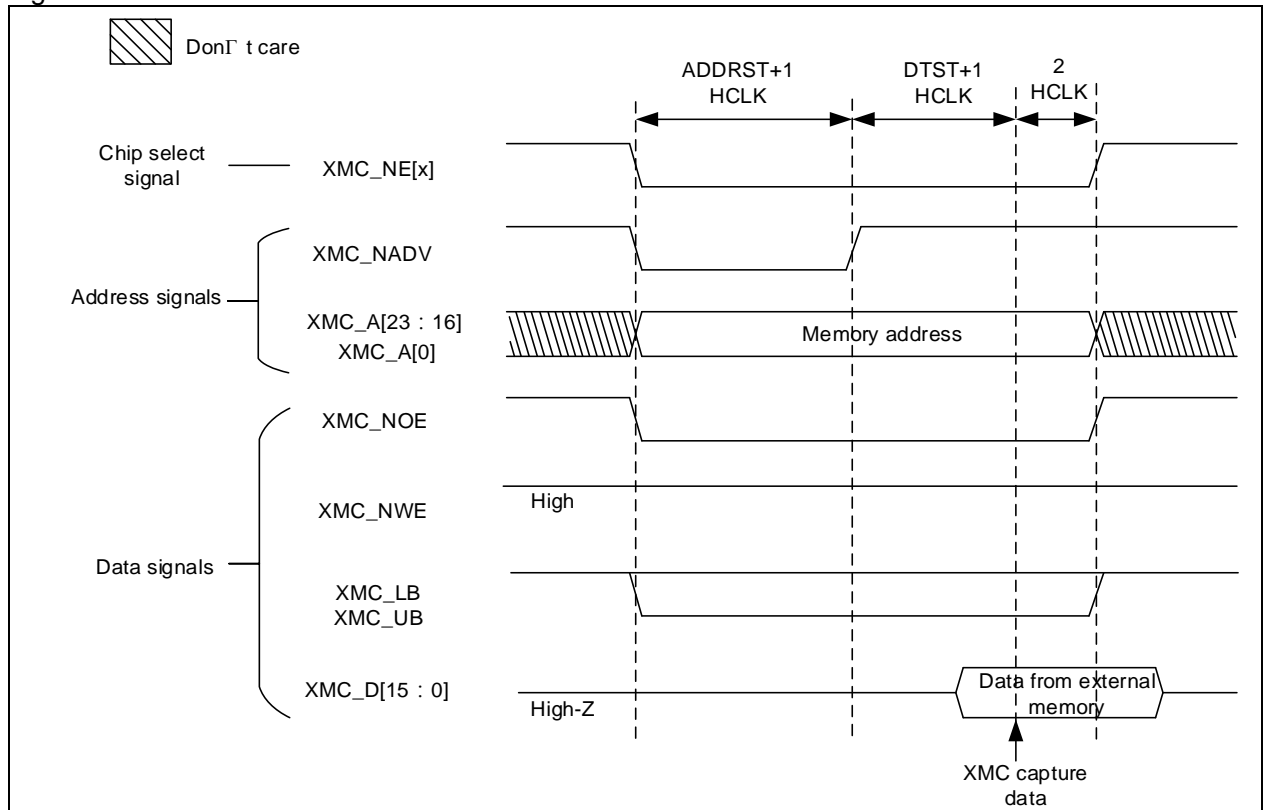 DonΓ t care
ADDRST+1
HCLK
DTST+1
HCLK
2
HCLK
Chip select
signal
XMC_NE[x]
XMC_NADV
Address signals
XMC_A[23 : 16]
XMC_A[0]
Memory address
XMC_NOE
XMC_NWE
High
Data signals
XMC_LB
XMC_UB
XMC_D[15 : 0]
High-Z
Data from external
memory
XMC capture
data